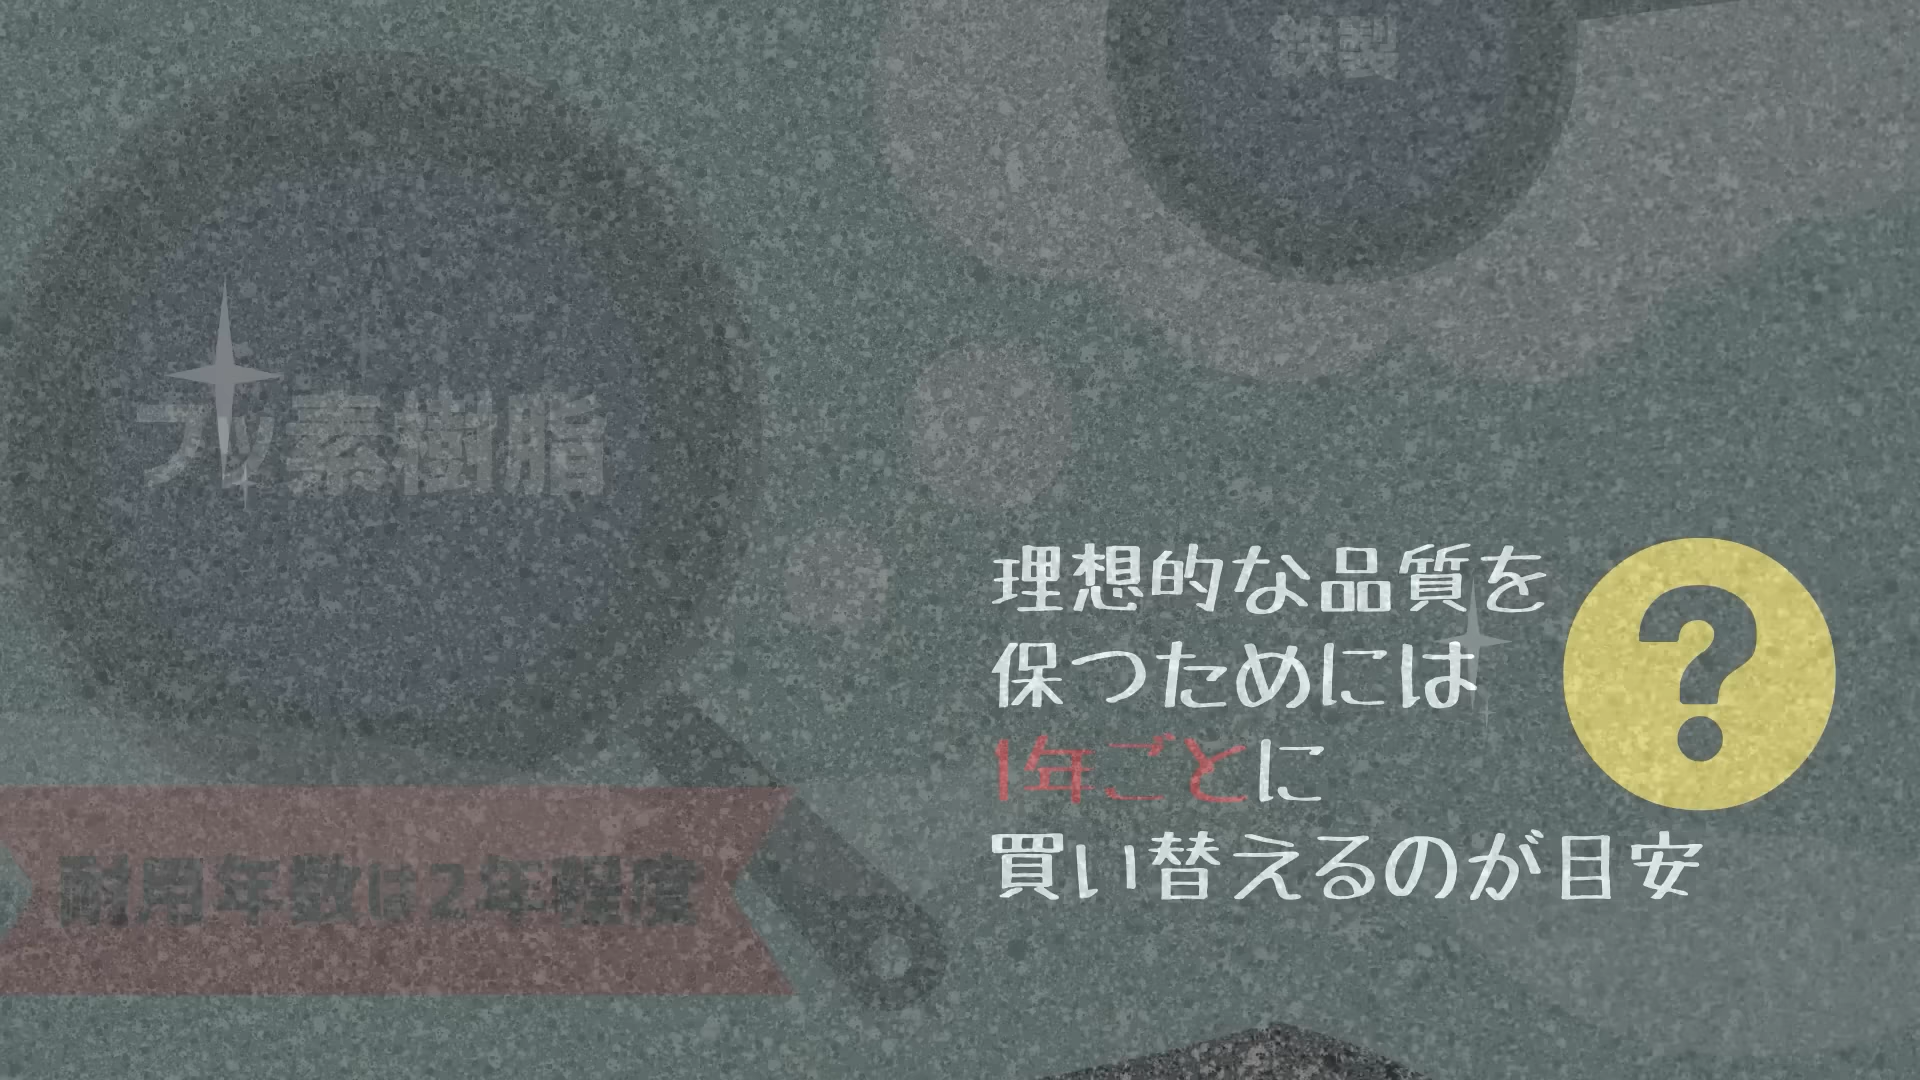 鉄製
フッ素樹脂
理想的な品質を
保つためには
1年ごとに
買い替えるのが目安
?
耐用年数は2年程度